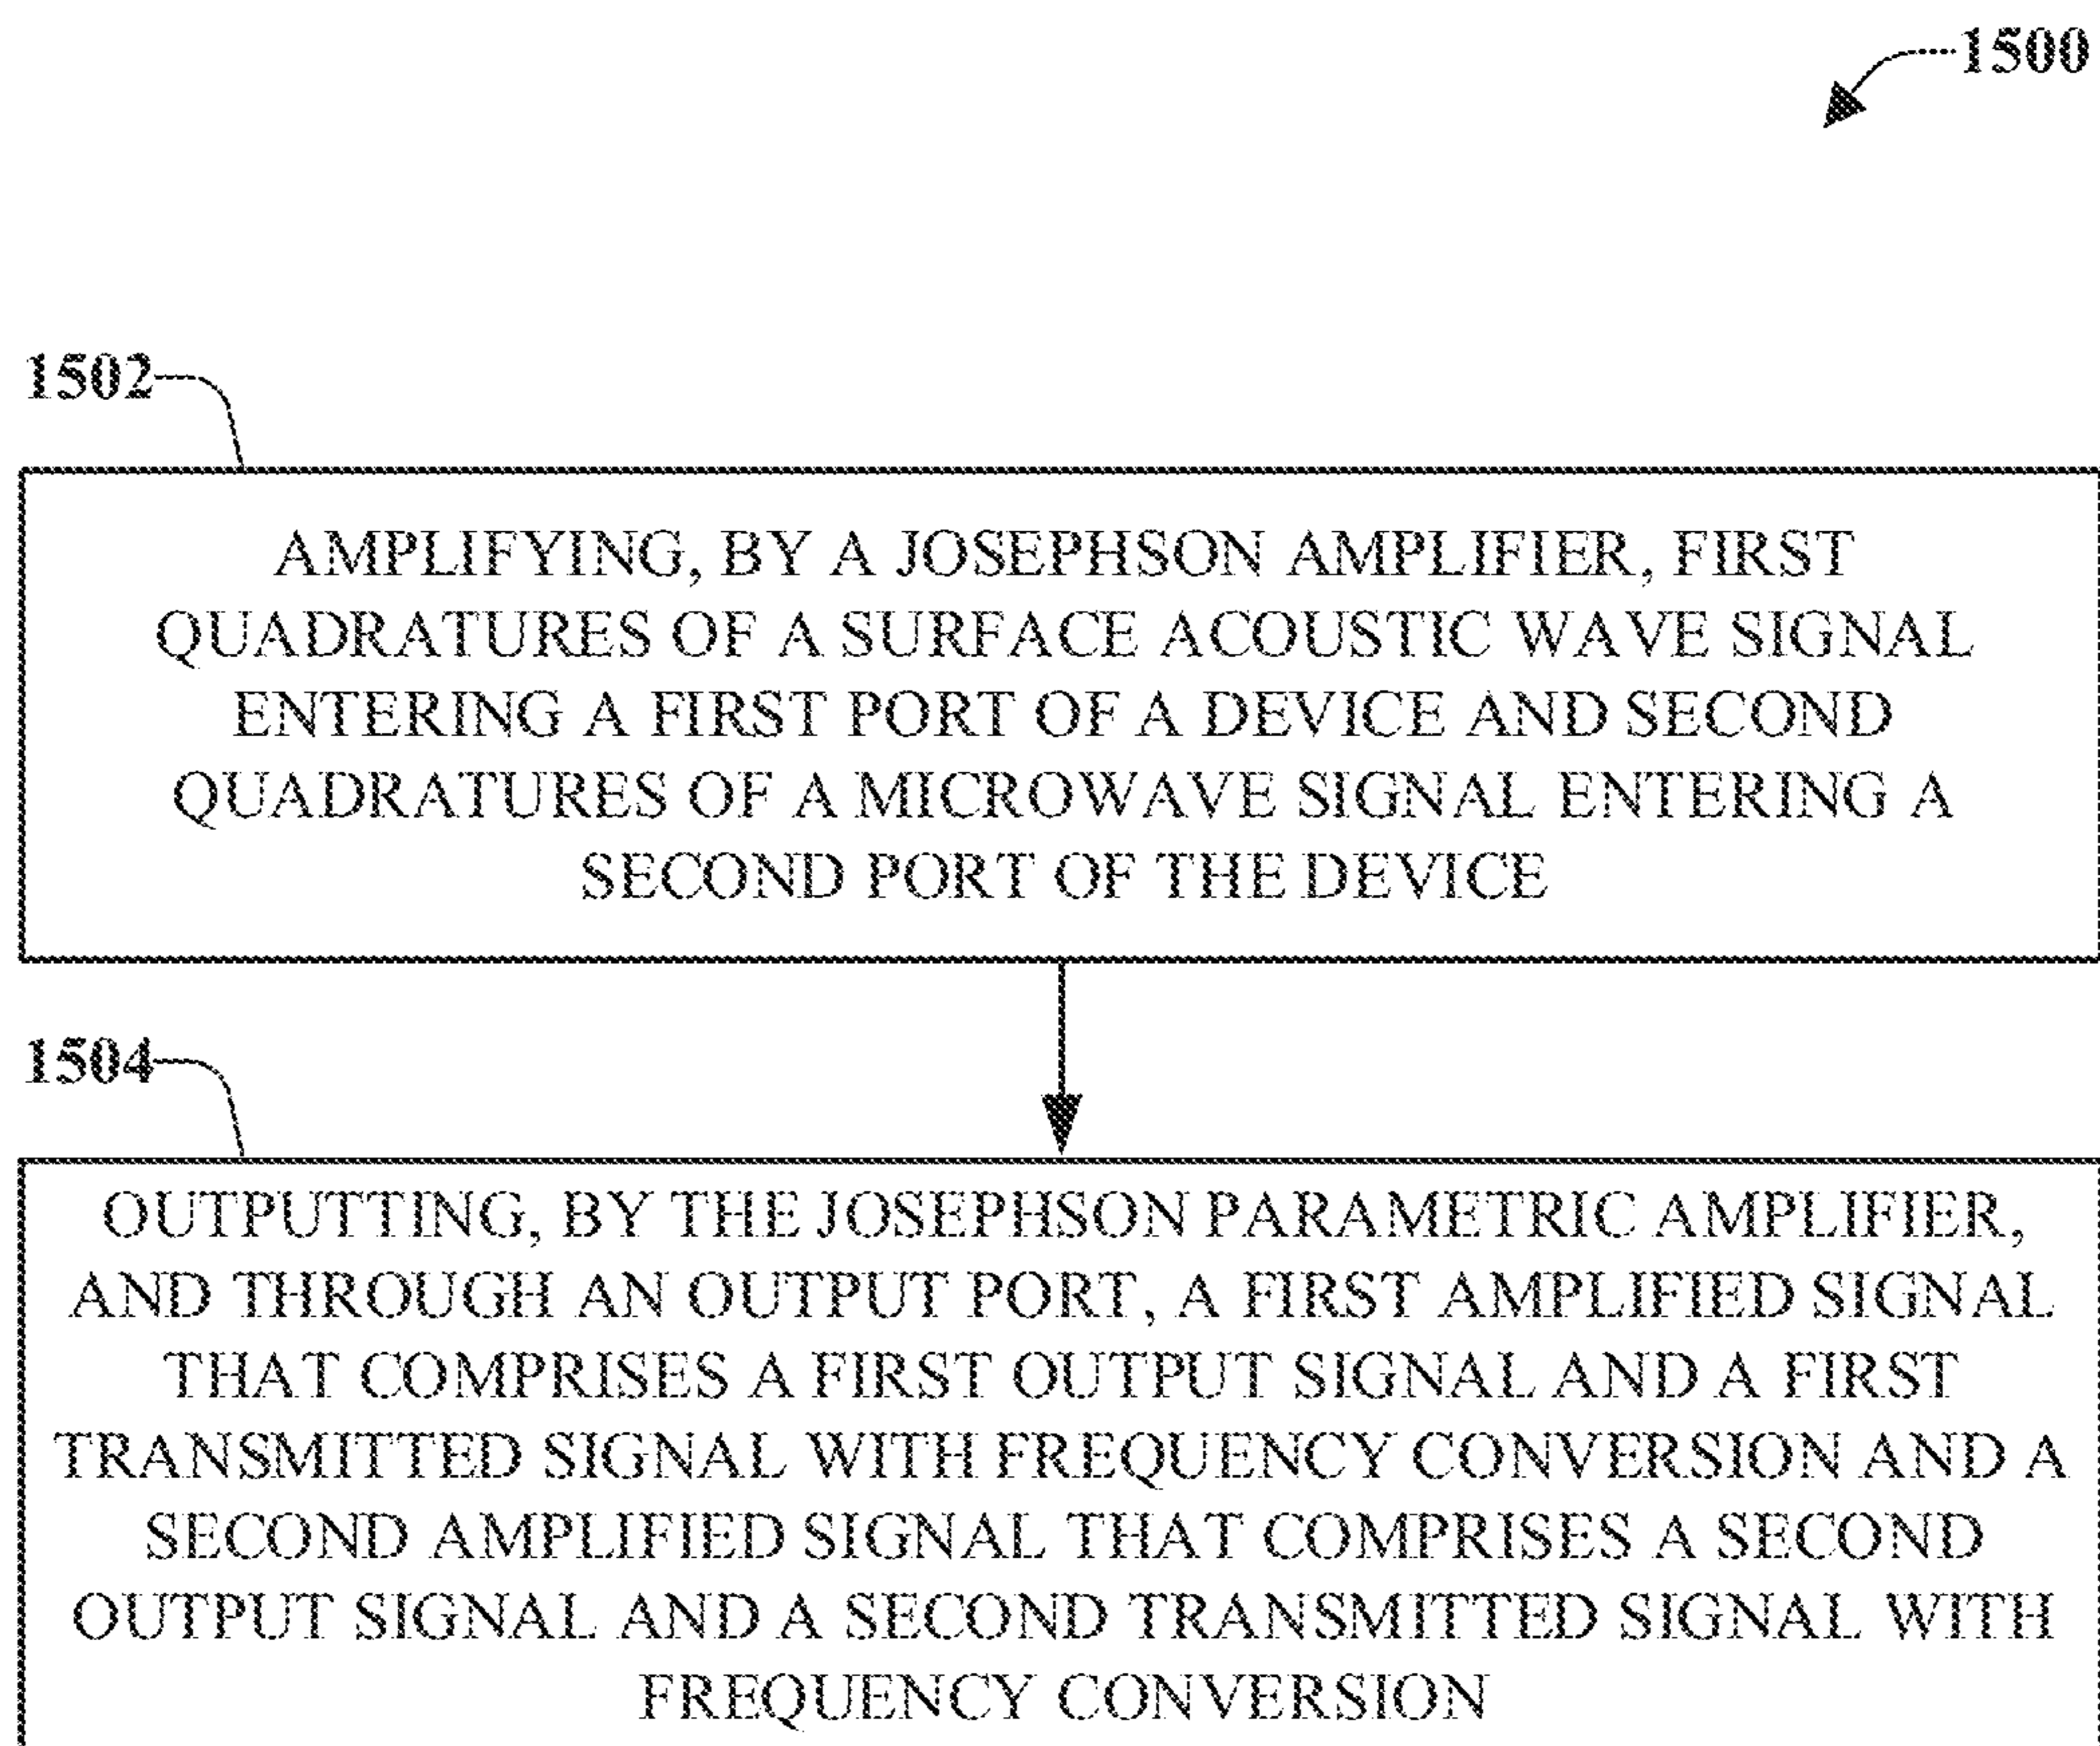 1500
1502
AMPLIFYING, BY A JOSEPHSON AMPLIFIER, FIRST
QUADRATURES OF A SURFACE ACOUSTIC WAVE SIGNAL
ENTERING A FIRST PORT OF A DEVICE AND SECOND
QUADRATURES OF A MICROWAVE SIGNAL ENTERING A
SECOND PORT OF THE DEVICE
1504
OUTPUTTING, BY THE JOSEPHSON PARAMETRIC AMPLIFIER,
AND THROUGH AN OUTPUT PORT, A FIRST AMPLIFIED SIGNAL
THAT COMPRISES A FIRST OUTPUT SIGNAL AND A FIRST
TRANSMITTED SIGNAL WITH FREQUENCY CONVERSION AND A
SECOND AMPLIFIED SIGNAL THAT COMPRISES A SECOND
OUTPUT SIGNAL AND A SECOND TRANSMITTED SIGNAL WITH
FREQUENCY CONVERSION